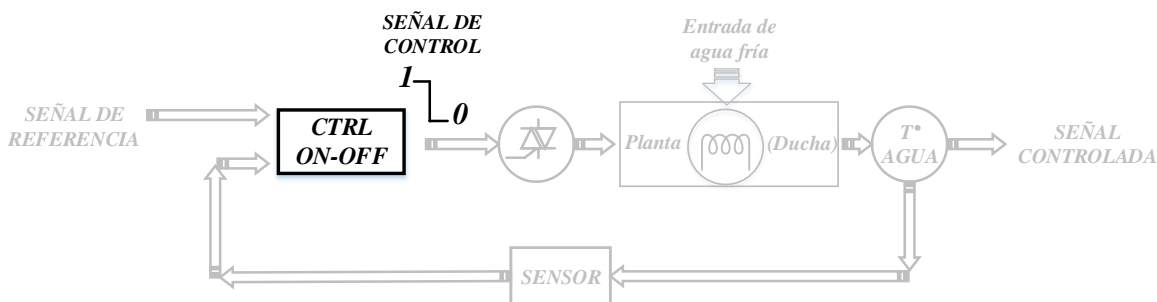 SEÑAL DE
CONTROL
1
0
Entrada de
agua fría
SEÑAL DE
REFERENCIA
CTRL
ON-OFF
Planta
(Ducha)
T°
AGUA
SEÑAL
CONTROLADA
SENSOR